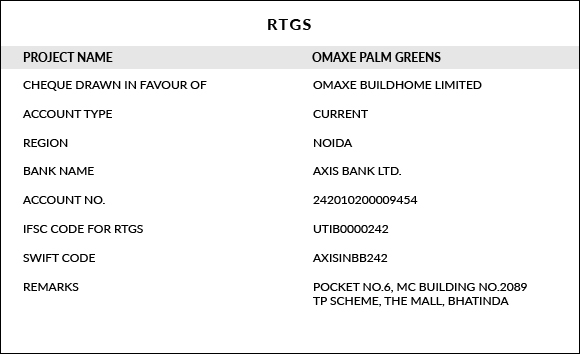 RTGS
PROJECT NAME OMAXE PALM GREENS
CHEQUE DRAWN IN FAVOUR OF OMAXE BUILDHOME LIMITED
ACCOUNT TYPE CURRENT
REGION NOIDA
BANK NAME AXIS BANK LTD.
ACCOUNT NO. 242010200009454
IFSC CODE FOR RTGS UTIB0000242
SWIFT CODE AXISINBB242
REMARKS POCKET NO.6, MC BUILDING NO.2089
TP SCHEME, THE MALL, BHATINDA